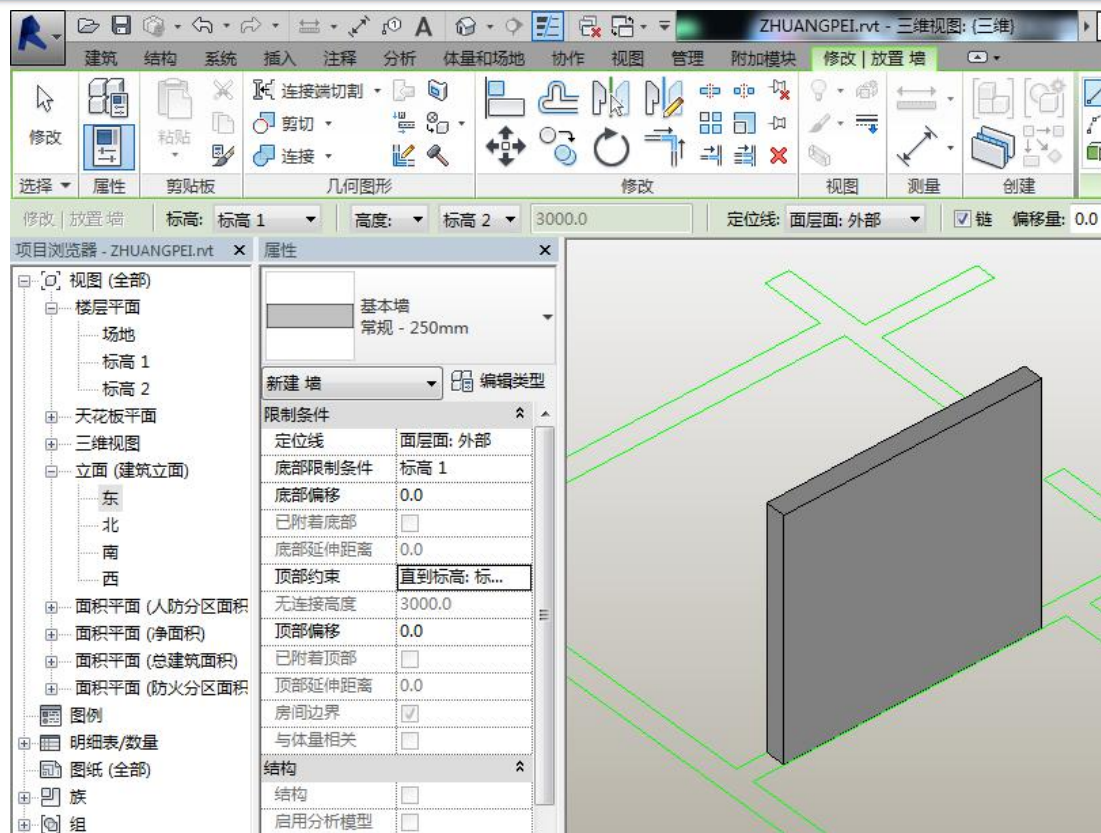 ZHUANGPEI.rvt - 三维视图: {三维}
建筑 结构 系统 插入 注释 分析 体量和场地 协作 视图 管理 附加模块 修改 | 放置 墙
修改
粘贴
连接端切割
剪切
连接
选择 属性 剪贴板 几何图形 修改 视图 测量 创建
修改 | 放置 墙 标高: 标高 1 高度: 标高 2 3000.0 定位线: 面层面: 外部 链 偏移量: 0.0
项目浏览器 - ZHUANGPEI.rvt
视图 (全部)
楼层平面
场地
标高 1
标高 2
天花板平面
三维视图
立面 (建筑立面)
东
北
南
西
面积平面 (人防分区面积
面积平面 (净面积)
面积平面 (总建筑面积)
面积平面 (防火分区面积
图例
明细表/数量
图纸 (全部)
族
组
属性
基本墙
常规 - 250mm
新建 墙 编辑类型
限制条件
定位线 面层面: 外部
底部限制条件 标高 1
底部偏移 0.0
已附着底部
底部延伸距离 0.0
顶部约束 直到标高: 标...
无连接高度 3000.0
顶部偏移 0.0
已附着顶部
顶部延伸距离 0.0
房间边界
与体量相关
结构
结构
启用分析模型